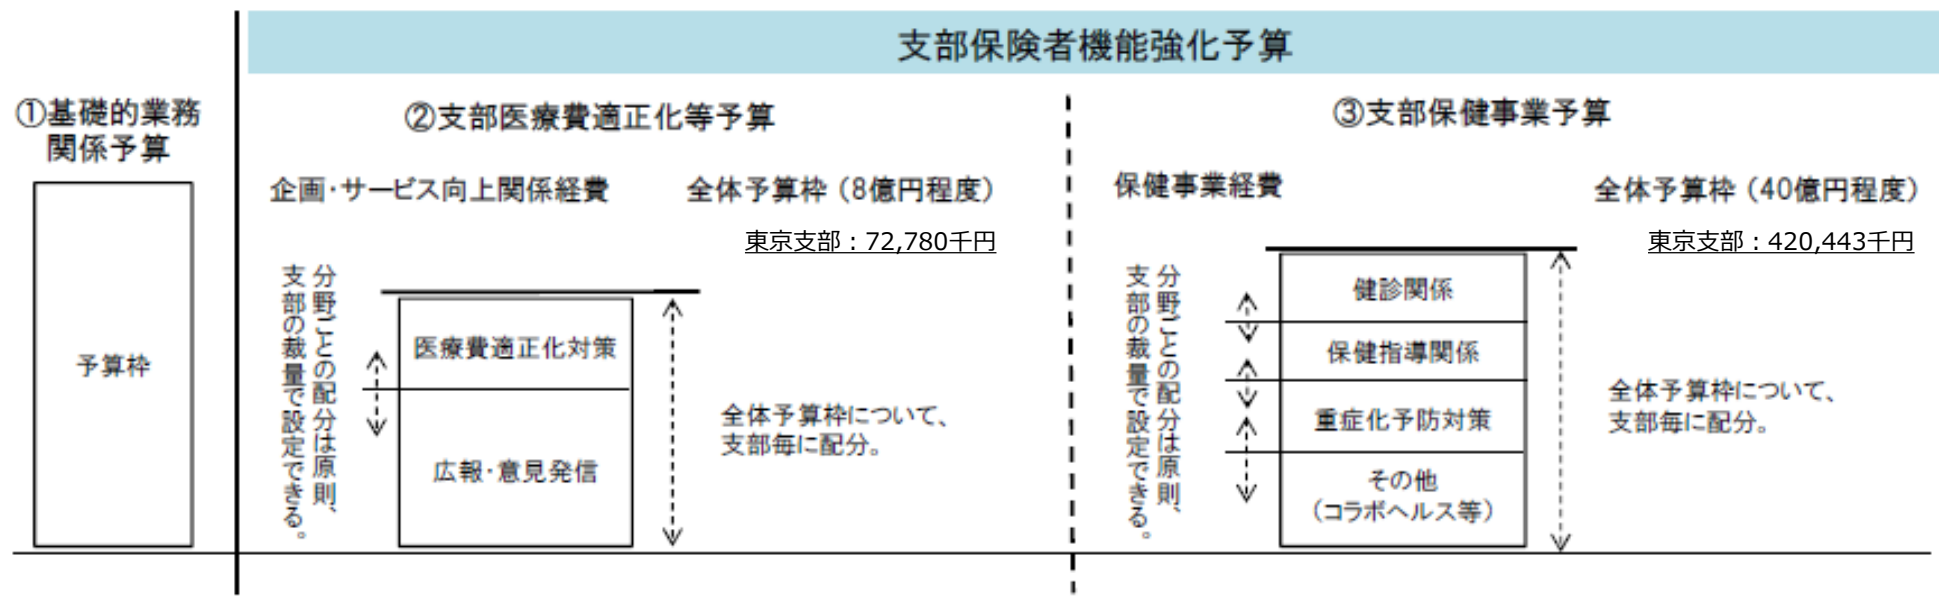 支部保険者機能強化予算
①基礎的業務
関係予算
予算枠
②支部医療費適正化等予算
企画・サービス向上関係経費
全体予算枠（8億円程度）
東京支部：72,780千円
分野ごとの配分は原則、
支部の裁量で設定できる。
医療費適正化対策
広報・意見発信
全体予算枠について、
支部毎に配分。
③支部保健事業予算
保健事業経費
全体予算枠（40億円程度）
東京支部：420,443千円
分野ごとの配分は原則、
支部の裁量で設定できる。
健診関係
保健指導関係
重症化予防対策
その他
（コラボヘルス等）
全体予算枠について、
支部毎に配分。